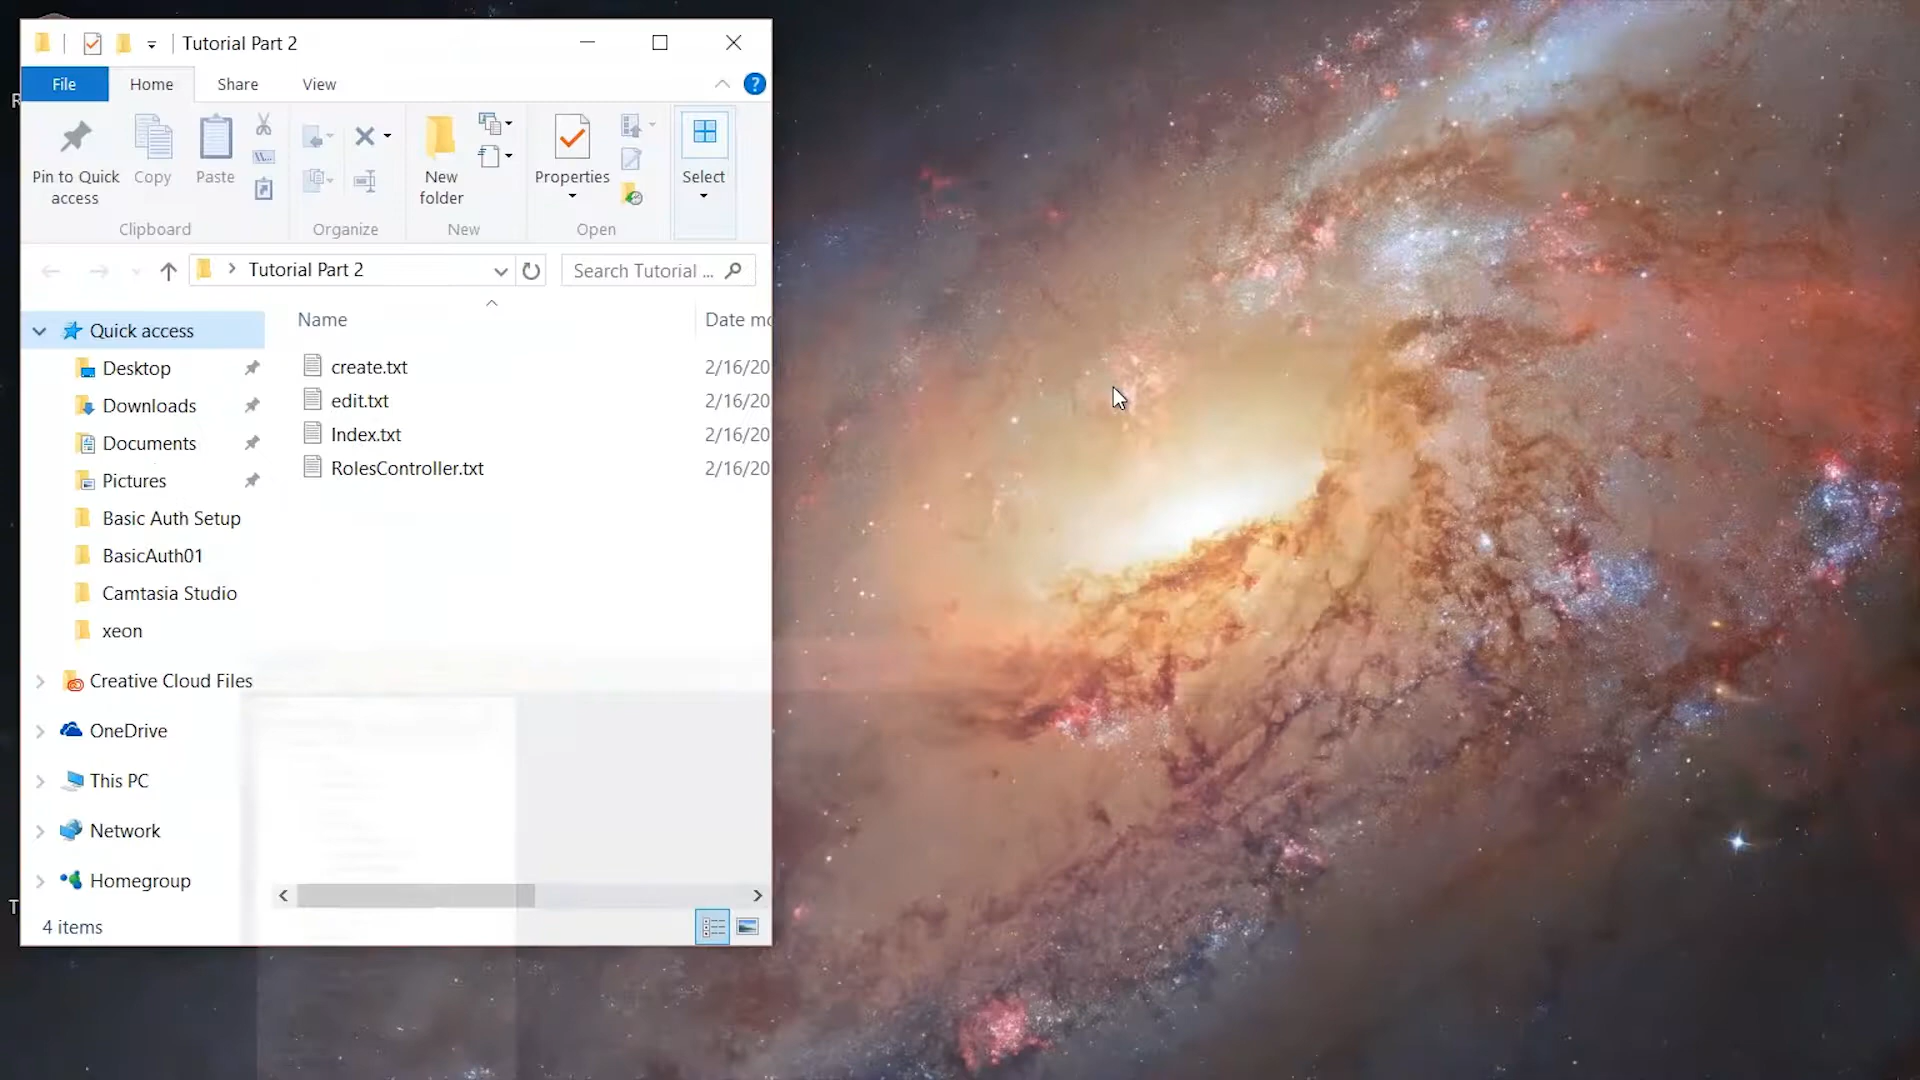 Tutorial Part 2
File Home Share View
?
Pin to Quick access
Copy
Paste
Clipboard
Organize
New folder
New
Properties
Open
Select
Tutorial Part 2
Search Tutorial ...
Name
Date mo
Quick access
Desktop
Downloads
Documents
Pictures
Basic Auth Setup
BasicAuth01
Camtasia Studio
xeon
Creative Cloud Files
OneDrive
This PC
Network
Homegroup
create.txt 2/16/20
edit.txt 2/16/20
Index.txt 2/16/20
RolesController.txt 2/16/20
4 items
R
T